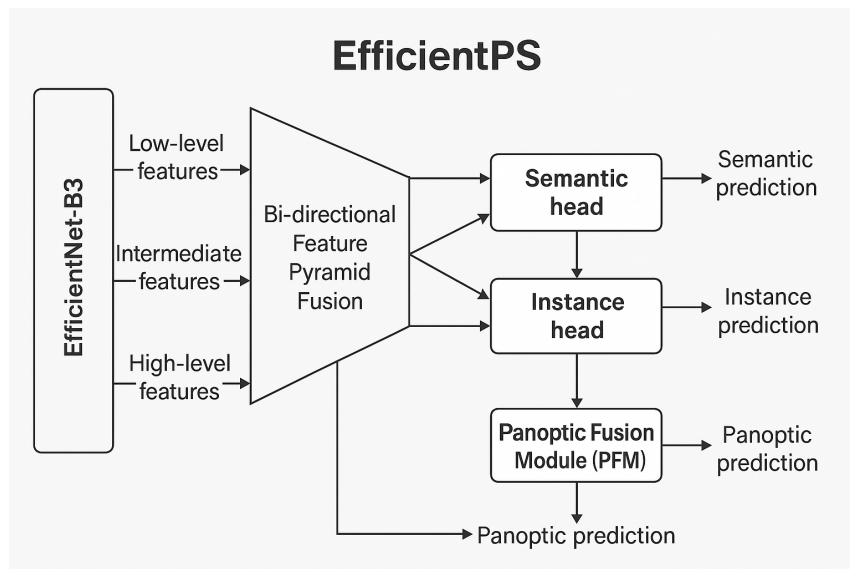 EfficientPS
EfficientNet-B3
Low-level
features
Intermediate
features
High-level
features
Bi-directional
Feature
Pyramid
Fusion
Semantic
head
Semantic
prediction
Instance
head
Instance
prediction
Panoptic Fusion
Module (PFM)
Panoptic
prediction
Panoptic prediction